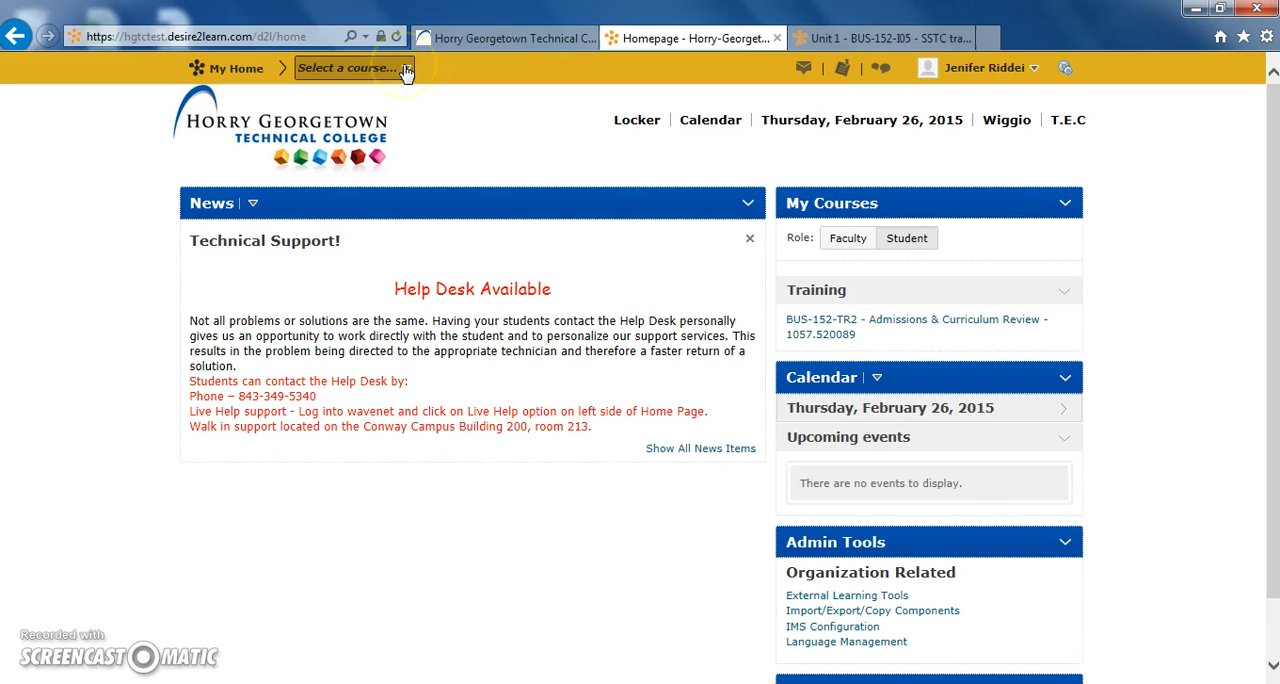 https://hgtctest.desire2learn.com/d2l/home
Horry Georgetown Technical C...
Homepage - Horry-Georget...
Unit 1 - BUS-152-I05 - SSTC tra...
My Home
Select a course...
Jenifer Riddei
HORRY GEORGETOWN
TECHNICAL COLLEGE
Locker
Calendar
Thursday, February 26, 2015
Wiggio
T.E.C
News
Technical Support!
Help Desk Available
Not all problems or solutions are the same. Having your students contact the Help Desk personally
gives us an opportunity to work directly with the student and to personalize our support services. This
results in the problem being directed to the appropriate technician and therefore a faster return of a
solution.
Students can contact the Help Desk by:
Phone – 843-349-5340
Live Help support - Log into wavenet and click on Live Help option on left side of Home Page.
Walk in support located on the Conway Campus Building 200, room 213.
Show All News Items
My Courses
Role:
Faculty
Student
Training
BUS-152-TR2 - Admissions & Curriculum Review -
1057.520089
Calendar
Thursday, February 26, 2015
Upcoming events
There are no events to display.
Admin Tools
Organization Related
External Learning Tools
Import/Export/Copy Components
IMS Configuration
Language Management
Recorded with
SCREENCAST MATIC